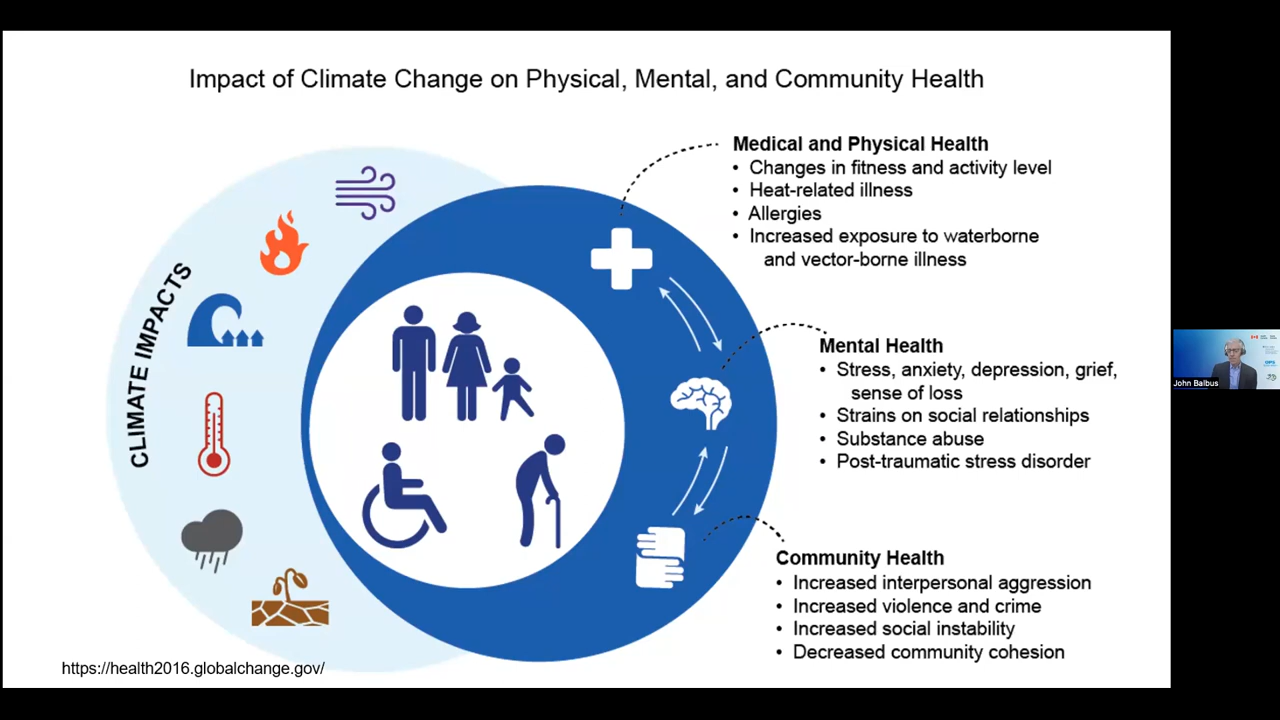 Impact of Climate Change on Physical, Mental, and Community Health
CLIMATE IMPACTS
Medical and Physical Health
• Changes in fitness and activity level
• Heat-related illness
• Allergies
• Increased exposure to waterborne
and vector-borne illness
Mental Health
• Stress, anxiety, depression, grief,
sense of loss
• Strains on social relationships
• Substance abuse
• Post-traumatic stress disorder
Community Health
• Increased interpersonal aggression
• Increased violence and crime
• Increased social instability
• Decreased community cohesion
https://health2016.globalchange.gov/
John Balbus